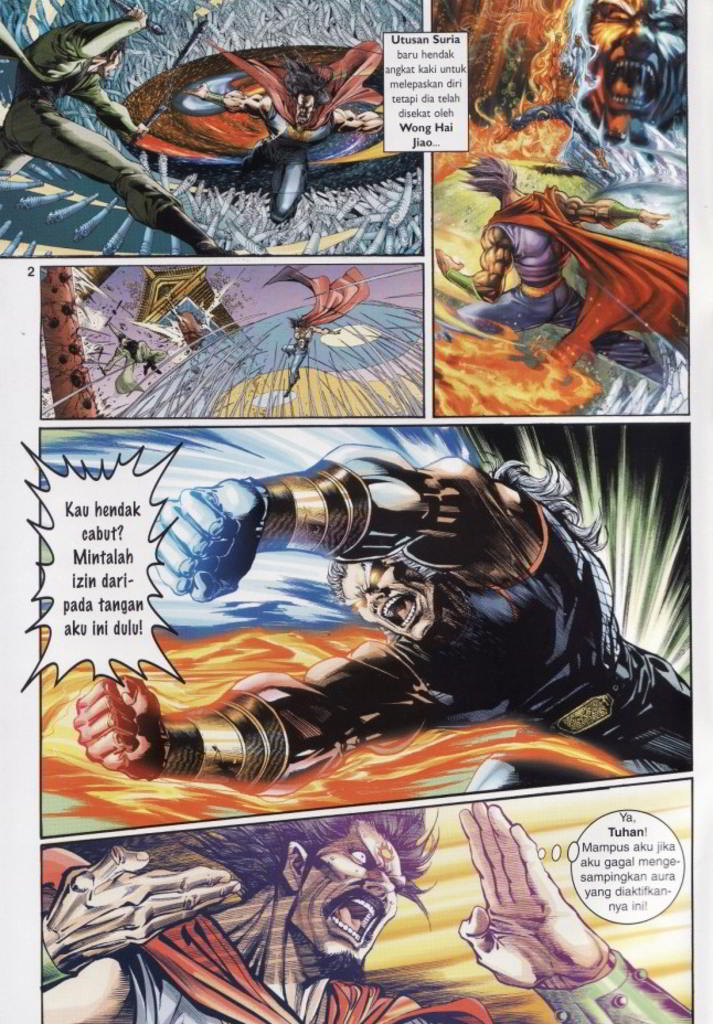 Utusan Suria
baru hendak
angkat kaki untuk
melepaskan diri
tetapi dia telah
disekat oleh
Wong Hai
Jiao...
2
Kau hendak
cabut?
Mintalah
izin dari-
pada tangan
aku ini dulu!
Ya,
Tuhan!
Mampus aku jika
aku gagal menge-
sampingkan aura
yang diaktifkan-
nya ini!